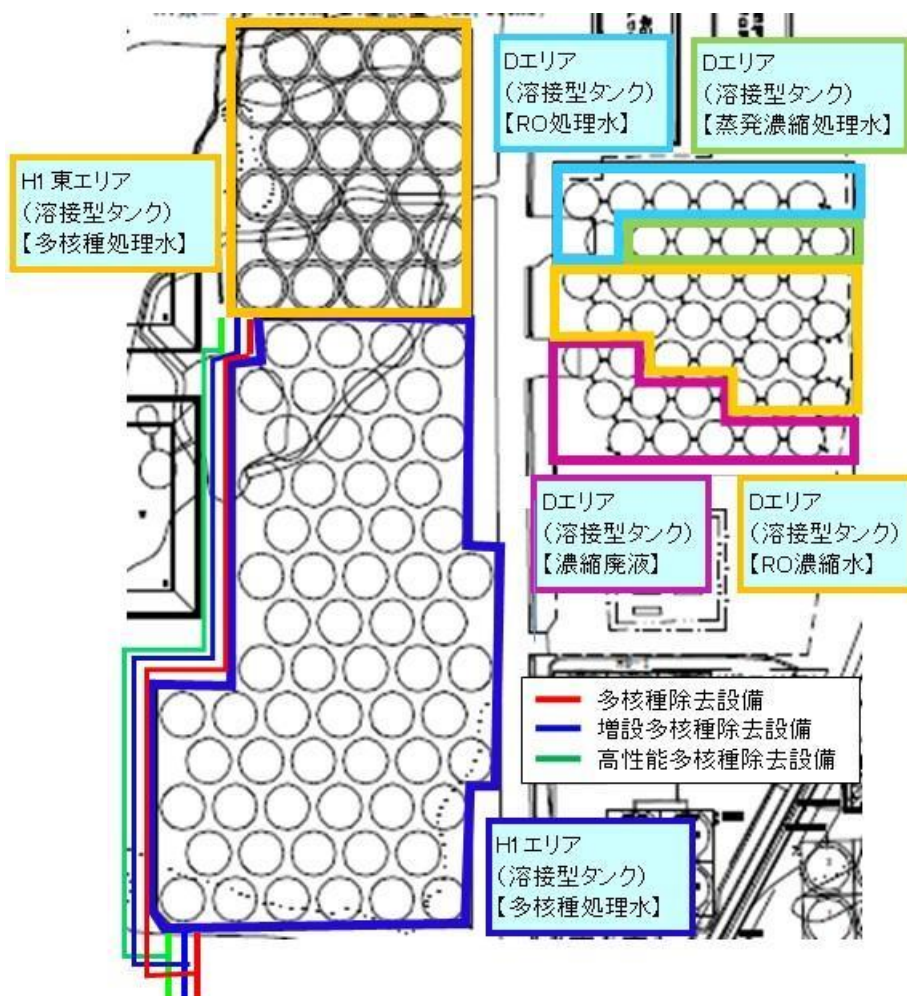 Dエリア
(溶接型タンク)
【RO処理水】
Dエリア
(溶接型タンク)
【蒸発濃縮処理水】
H1東エリア
(溶接型タンク)
【多核種処理水】
Dエリア
(溶接型タンク)
【濃縮廃液】
Dエリア
(溶接型タンク)
【RO濃縮水】
多核種除去設備
増設多核種除去設備
高性能多核種除去設備
H1エリア
(溶接型タンク)
【多核種処理水】